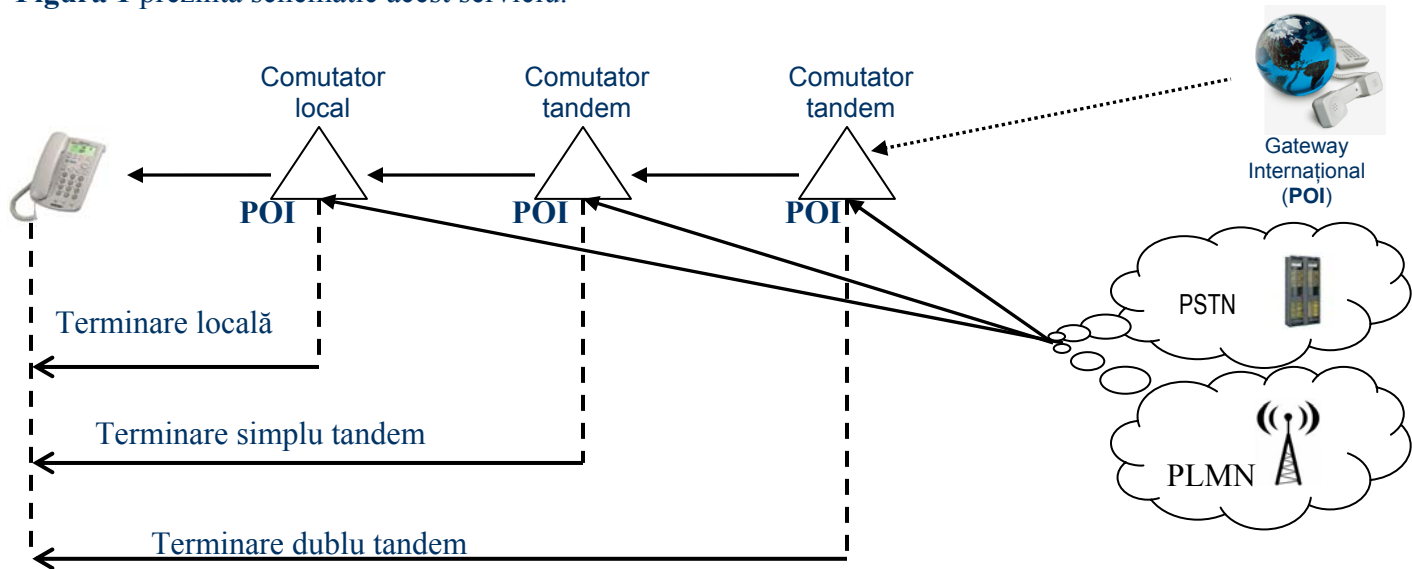 Figura 1 prezintă schematic acest serviciu.
Comutator
local
Comutator
tandem
Comutator
tandem
Gateway
Internațional
(POI)
POI
POI
POI
PSTN
Terminare locală
Terminare simplu tandem
PLMN
Terminare dublu tandem